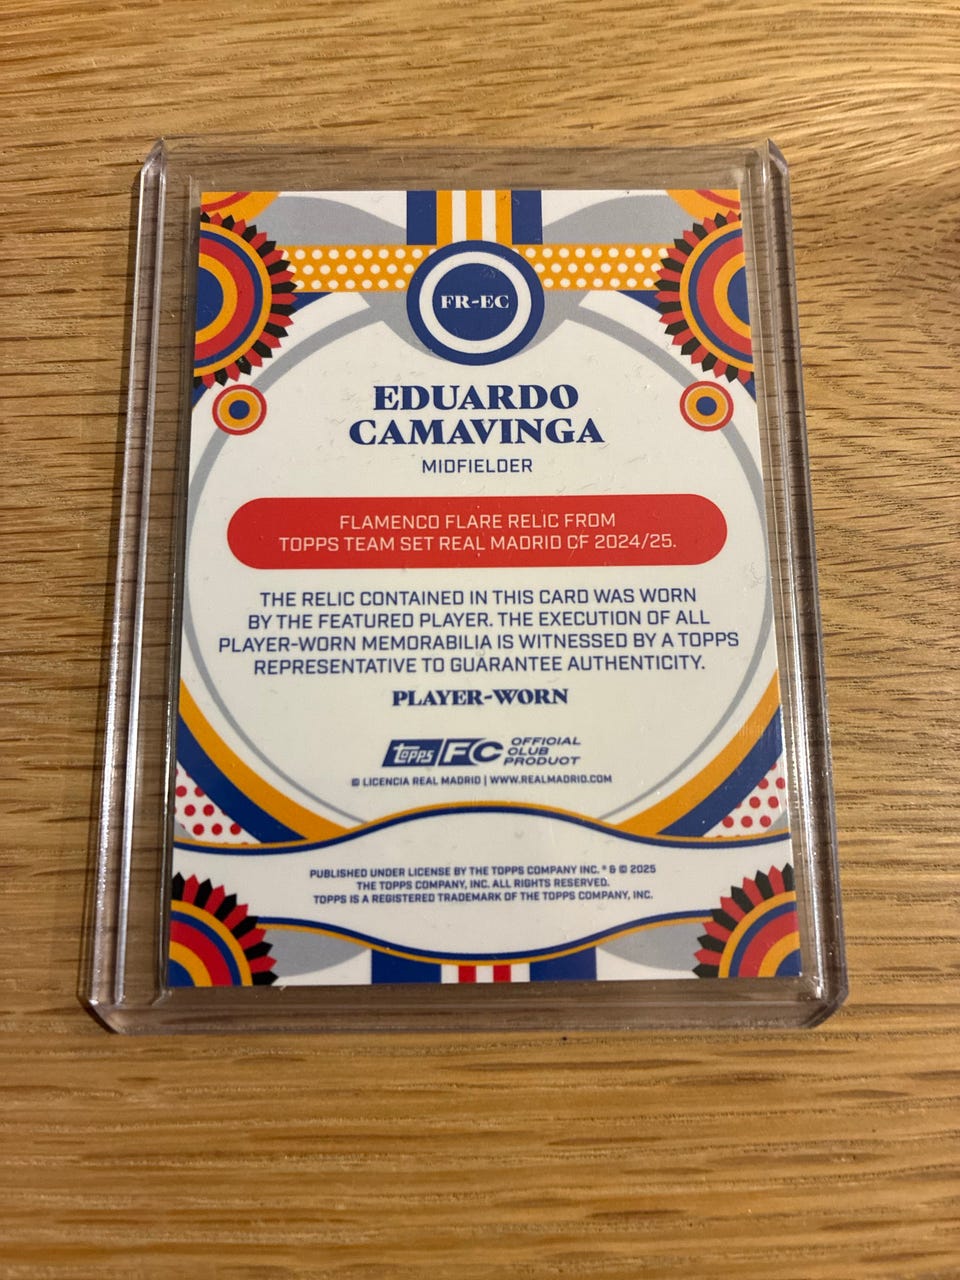 FR-EC
EDUARDO
CAMAVINGA
MIDFIELDER
FLAMENCO FLARE RELIC FROM
TOPPS TEAM SET REAL MADRID CF 2024/25.
THE RELIC CONTAINED IN THIS CARD WAS WORN
BY THE FEATURED PLAYER. THE EXECUTION OF ALL
PLAYER-WORN MEMORABILIA IS WITNESSED BY A TOPPS
REPRESENTATIVE TO GUARANTEE AUTHENTICITY.
PLAYER-WORN
Topps FC OFFICIAL
CLUB
PRODUCT
© LICENCIA REAL MADRID | WWW.REALMADRID.COM
PUBLISHED UNDER LICENSE BY THE TOPPS COMPANY INC. ® & © 2025
THE TOPPS COMPANY, INC. ALL RIGHTS RESERVED.
TOPPS IS A REGISTERED TRADEMARK OF THE TOPPS COMPANY, INC.